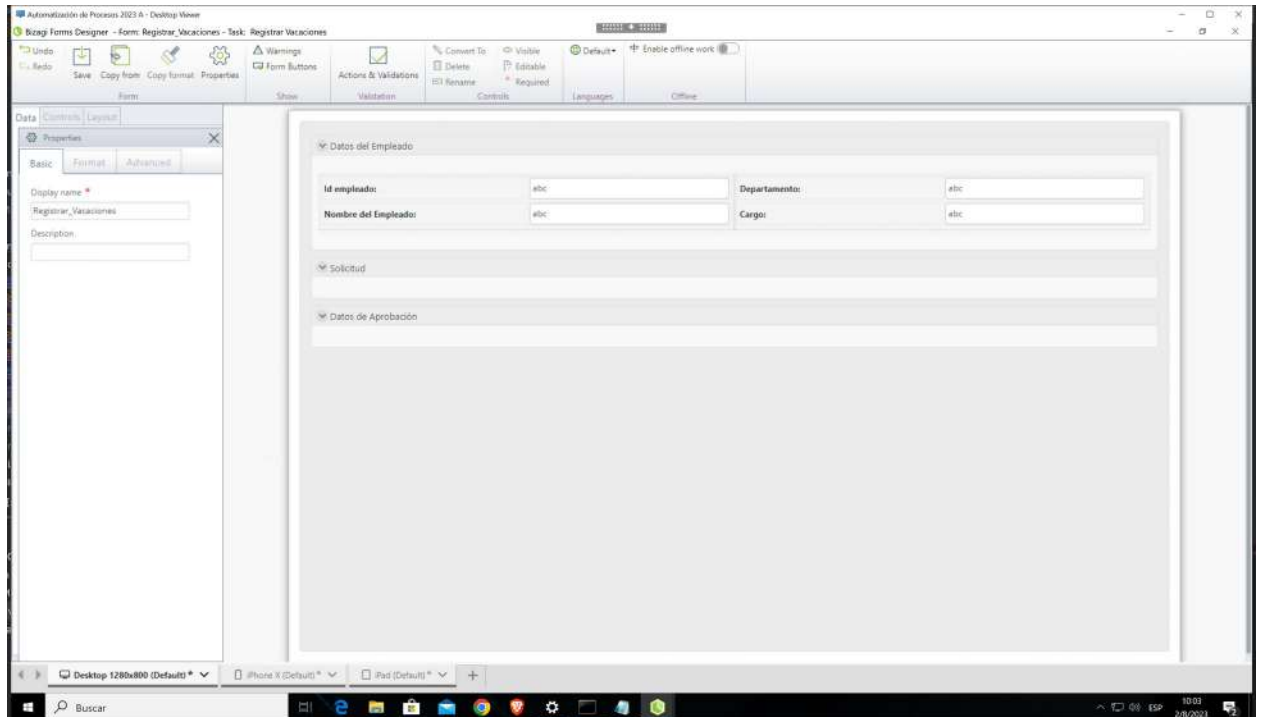 Automatización de Procesos 2023 A - Desktop Viewer
Bizagi Forms Designer - Form: Registrar_Vacaciones - Task: Registrar Vacaciones
Undo
Redo
Save
Copy from
Copy format
Properties
Form
Warnings
Form Buttons
Show
Actions & Validations
Validation
Convert To
Delete
Rename
Visible
Editable
* Required
Controls
Default
Languages
Enable offline work
Offline
Data Controls Layout
Properties
Basic Format Advanced
Display name *
Registrar_Vacaciones
Description
Datos del Empleado
Id empleado: abc Departamento: abc
Nombre del Empleado: abc Cargo: abc
Solicitud
Datos de Aprobación
Desktop 1280x800 (Default) * iPhone X (Default) * iPad (Default) * +
Buscar
ESP
10:03
2/8/2023